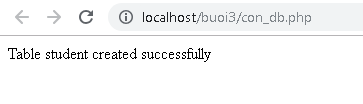 localhost/buoi3/con_db.php
Table student created successfully